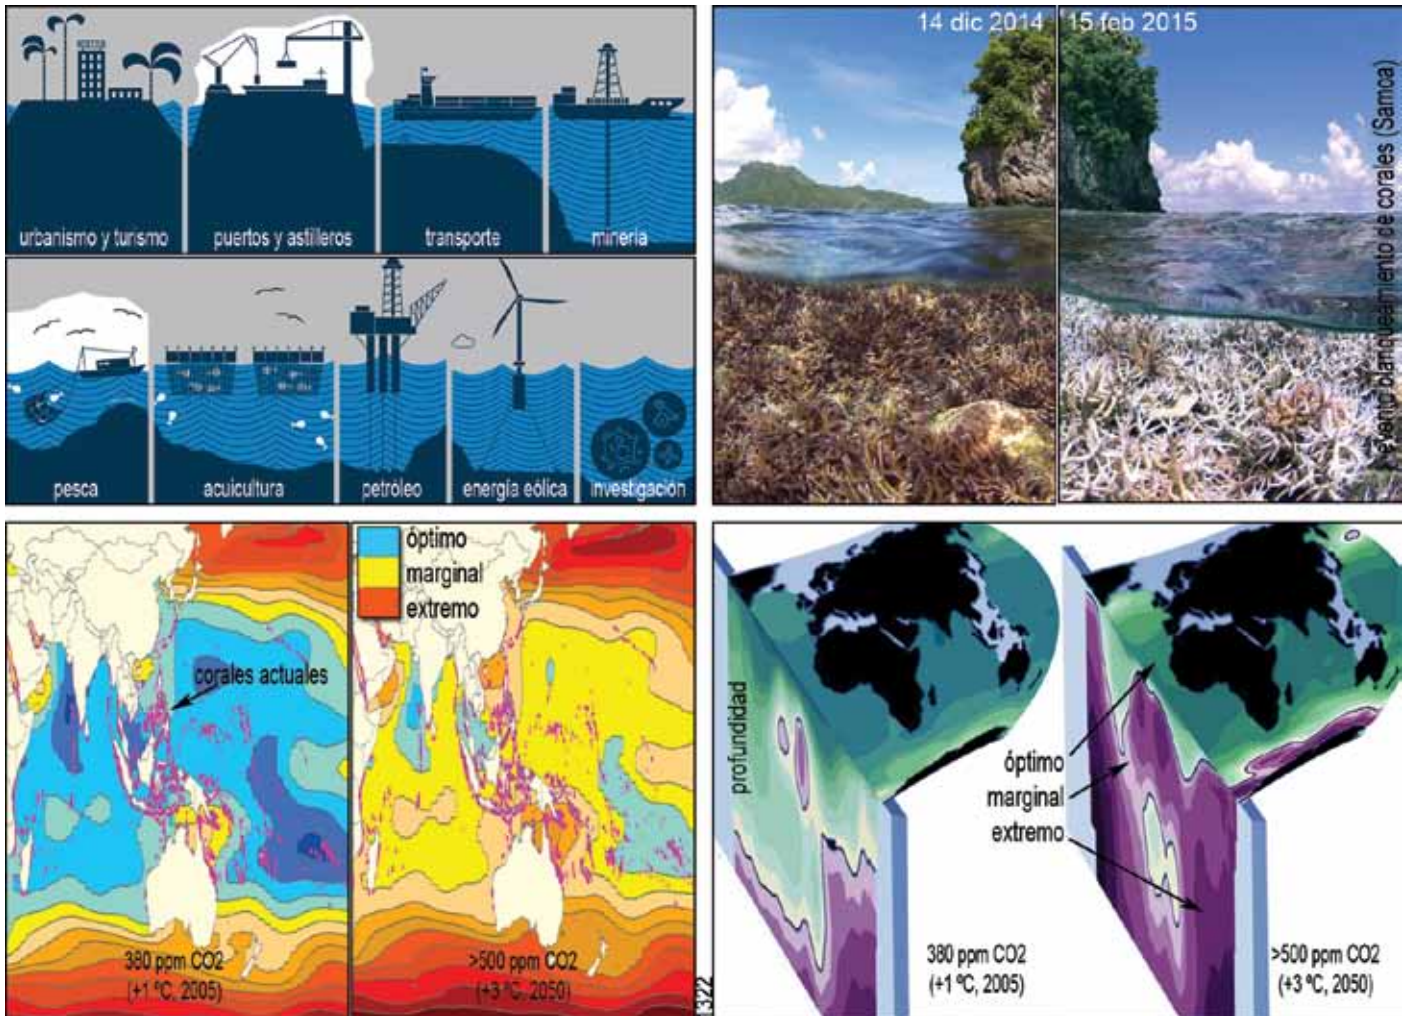 urbanismo y turismo
puertos y astilleros
transporte
minería
pesca
acuicultura
petróleo
energía eólica
investigación
14 dic 2014
15 feb 2015
evento blanqueamiento de corales (Samoa)
óptimo
marginal
extremo
corales actuales
380 ppm CO2
(+1 ºC, 2005)
>500 ppm CO2
(+3 ºC, 2050)
1322
profundidad
óptimo
marginal
extremo
380 ppm CO2
(+1 ºC, 2005)
>500 ppm CO2
(+3 ºC, 2050)